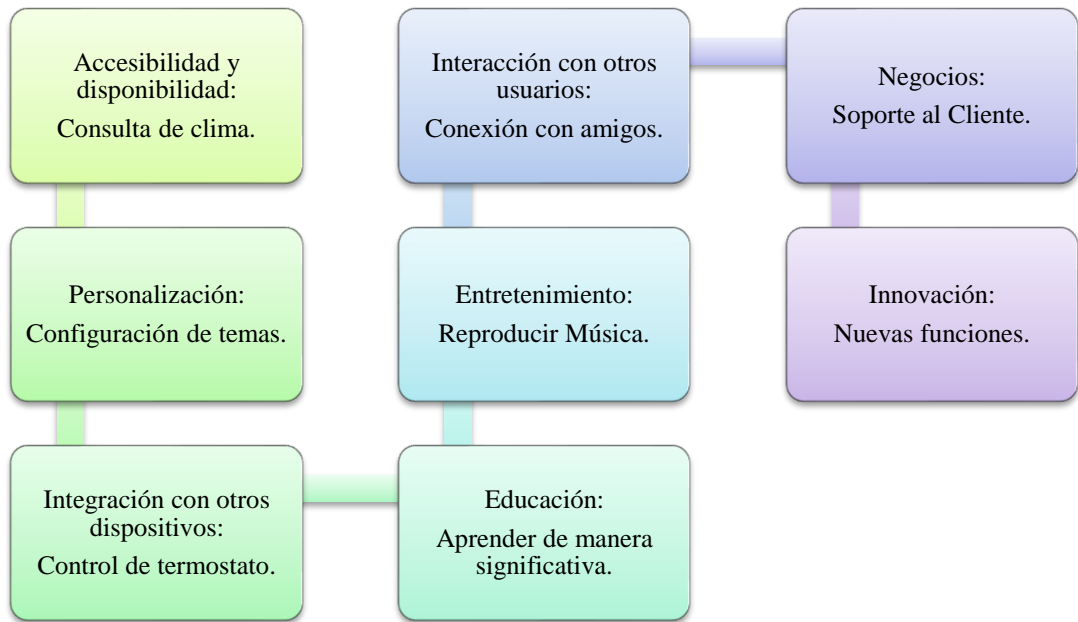 Accesibilidad y
disponibilidad:
Consulta de clima.
Personalización:
Configuración de temas.
Integración con otros
dispositivos:
Control de termostato.
Educación:
Aprender de manera
significativa.
Entretenimiento:
Reproducir Música.
Interacción con otros
usuarios:
Conexión con amigos.
Negocios:
Soporte al Cliente.
Innovación:
Nuevas funciones.